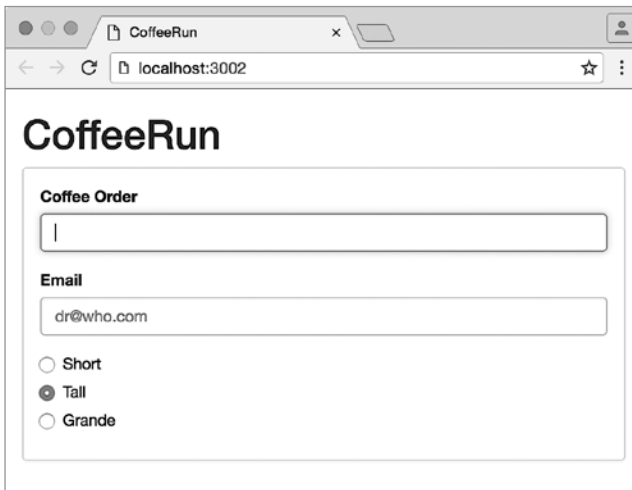 CoffeeRun
localhost:3002
CoffeeRun
Coffee Order
Email
dr@who.com
Short
Tall
Grande